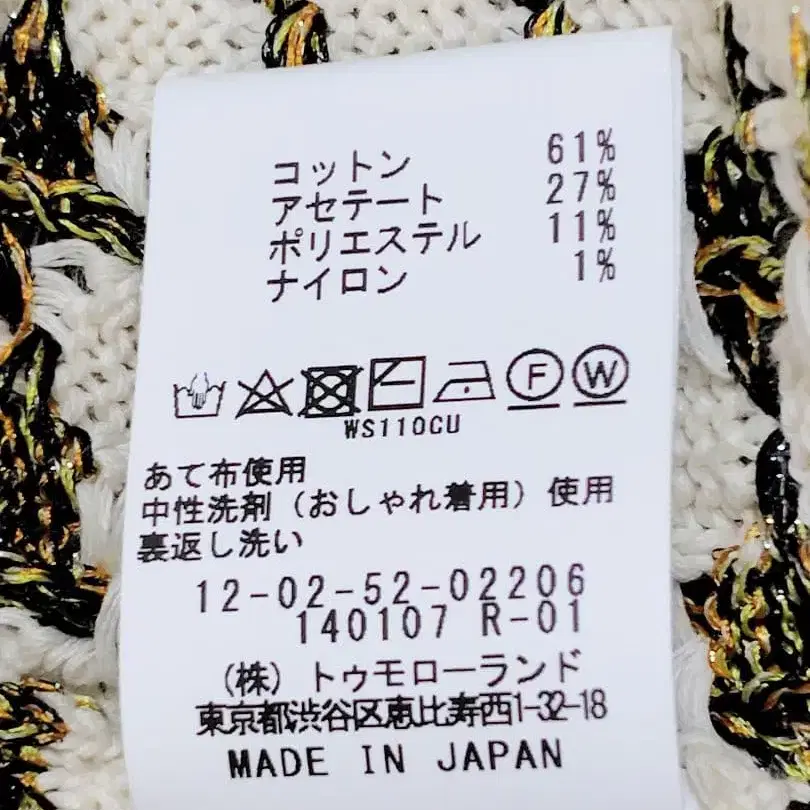 コットン 61%
アセテート 27%
ポリエステル 11%
ナイロン 1%
F W
WS110CU
あて布使用
中性洗剤（おしゃれ着用）使用
裏返し洗い
12-02-52-02206
140107 R-01
（株）トゥモローランド
東京都渋谷区恵比寿西1-32-18
MADE IN JAPAN